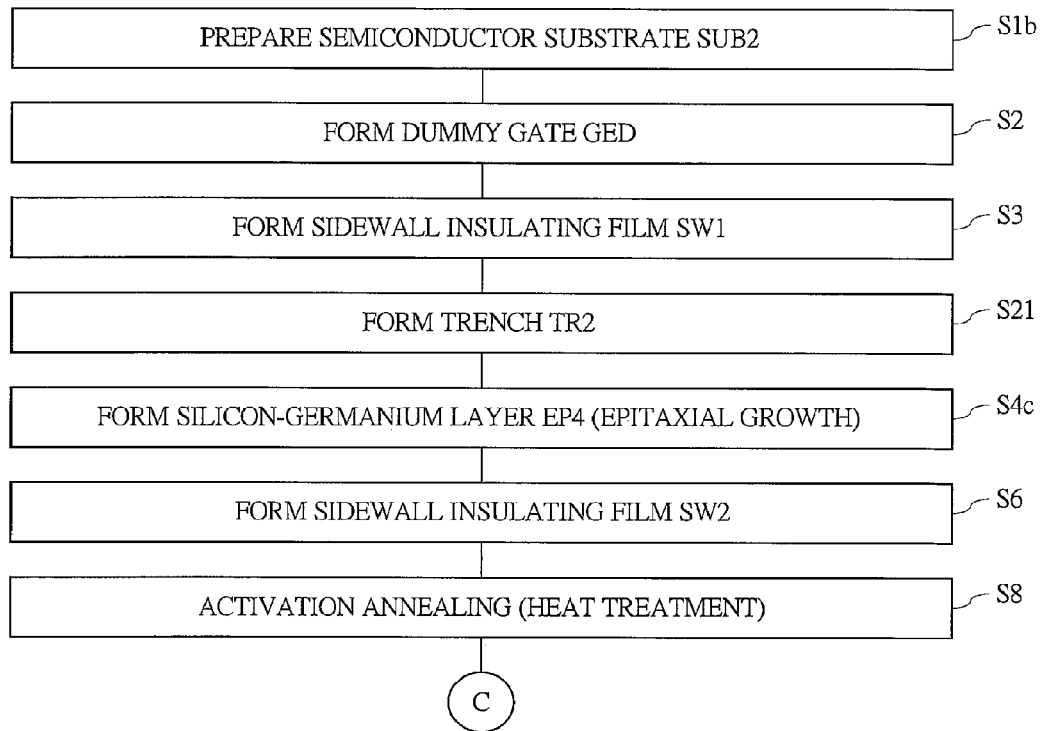 PREPARE SEMICONDUCTOR SUBSTRATE SUB2 S1b
FORM DUMMY GATE GED S2
FORM SIDEWALL INSULATING FILM SW1 S3
FORM TRENCH TR2 S21
FORM SILICON-GERMANIUM LAYER EP4 (EPITAXIAL GROWTH) S4c
FORM SIDEWALL INSULATING FILM SW2 S6
ACTIVATION ANNEALING (HEAT TREATMENT) S8
C